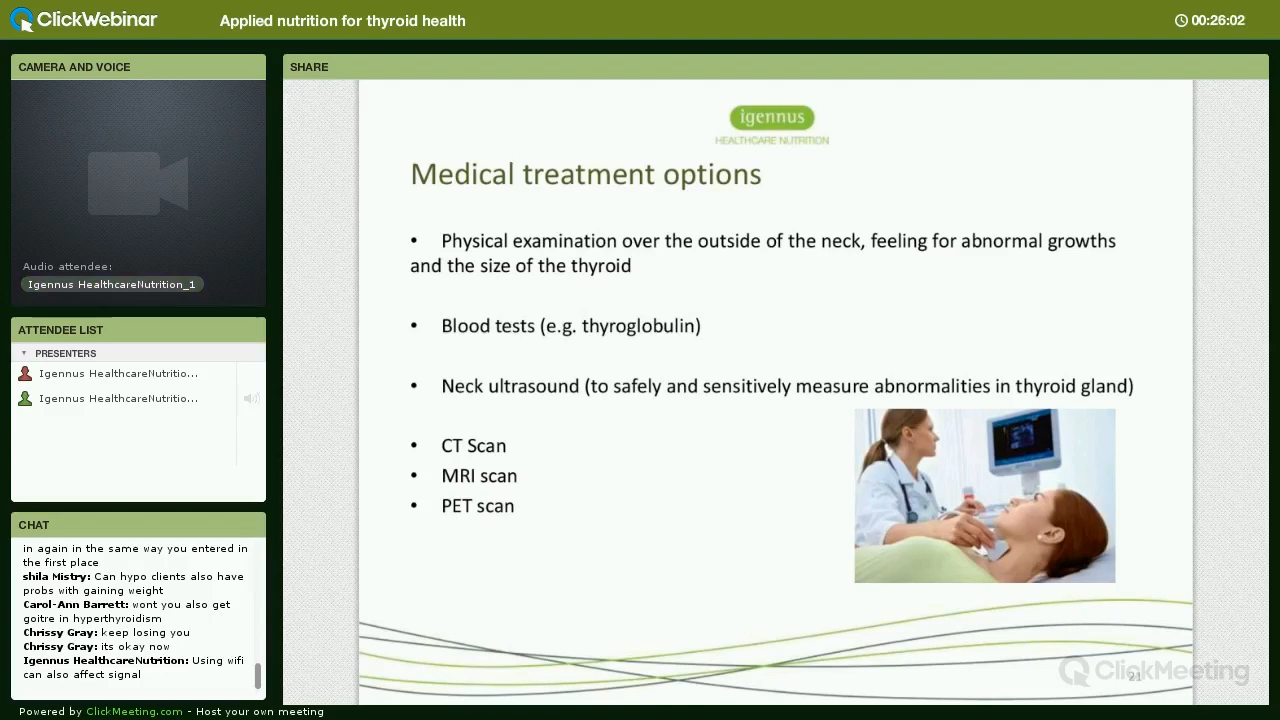 ClickWebinar
Applied nutrition for thyroid health
00:26:02
CAMERA AND VOICE
Audio attendee:
Igennus HealthcareNutrition_1
ATTENDEE LIST
PRESENTERS
Igennus HealthcareNutritio...
Igennus HealthcareNutritio...
CHAT
in again in the same way you entered in
the first place
shila Mistry: Can hypo clients also have
probs with gaining weight
Carol-Ann Barrett: wont you also get
goitre in hyperthyroidism
Chrissy Gray: keep losing you
Chrissy Gray: its okay now
Igennus HealthcareNutrition: Using wifi
can also affect signal
SHARE
igennus
HEALTHCARE NUTRITION
Medical treatment options
• Physical examination over the outside of the neck, feeling for abnormal growths
and the size of the thyroid
• Blood tests (e.g. thyroglobulin)
• Neck ultrasound (to safely and sensitively measure abnormalities in thyroid gland)
• CT Scan
• MRI scan
• PET scan
ClickMeeting
21
Powered by ClickMeeting.com - Host your own meeting